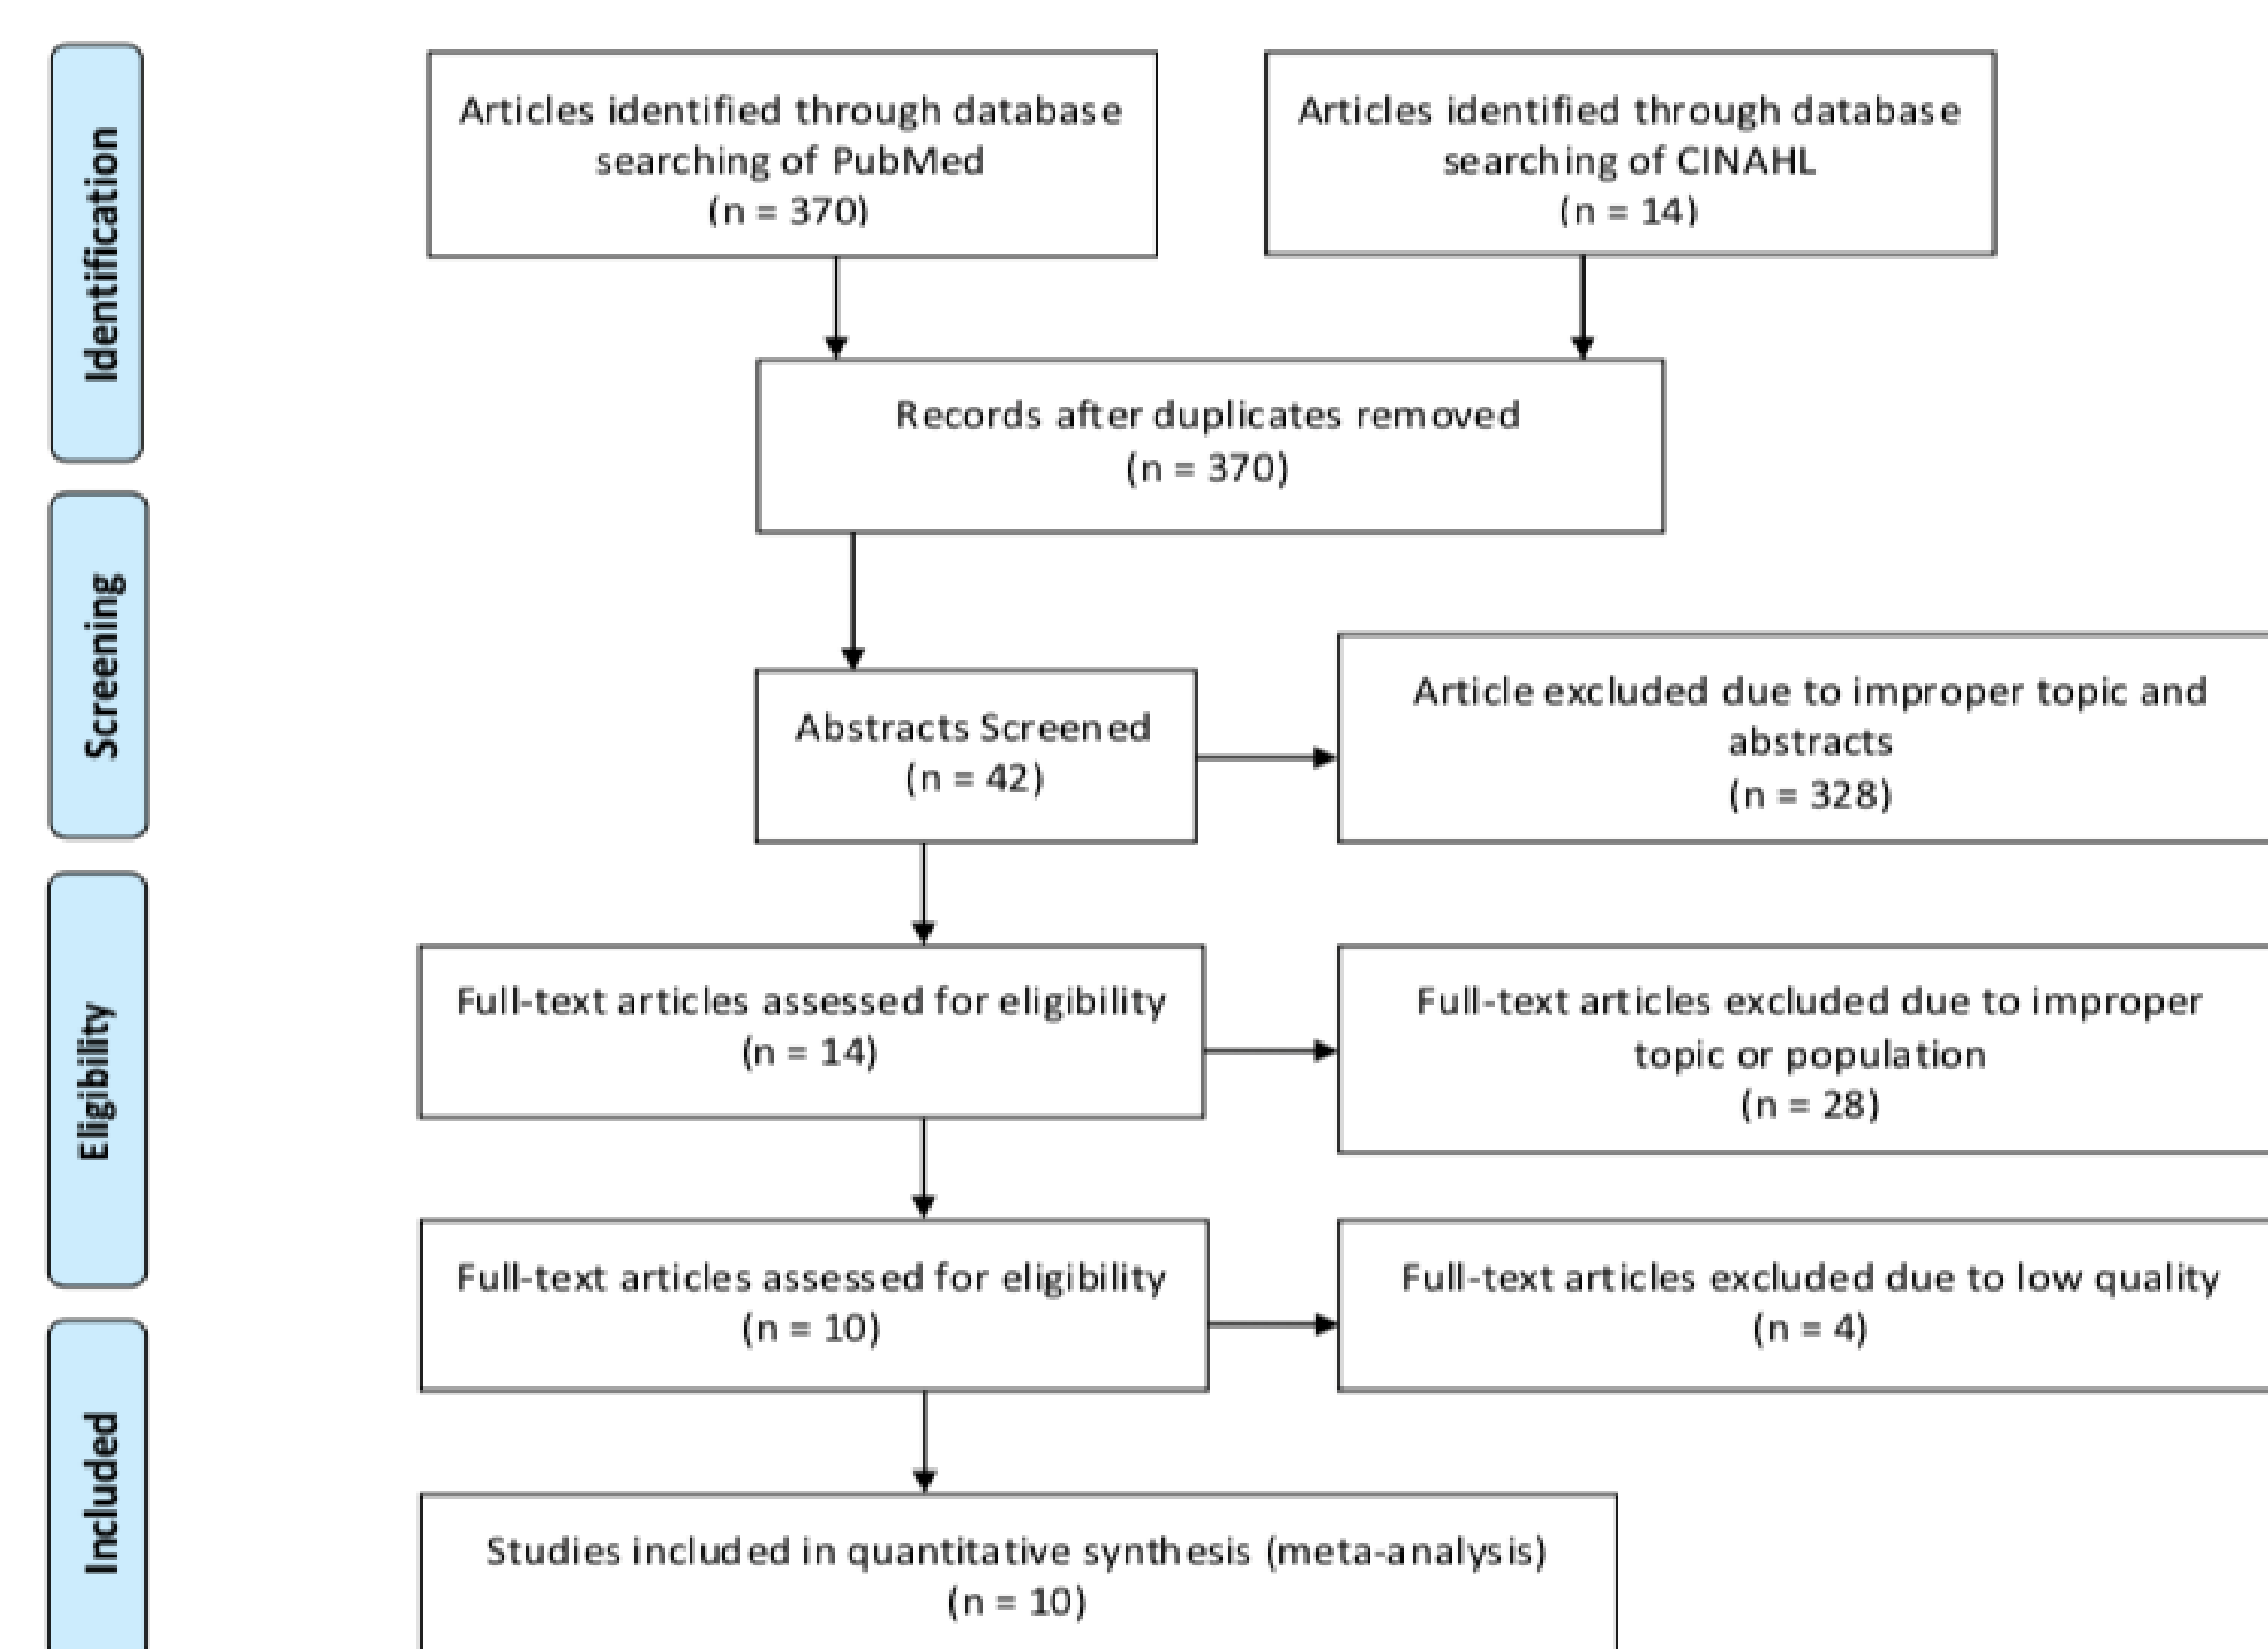 Identification
Articles identified through database
searching of PubMed
(n = 370)
Articles identified through database
searching of CINAHL
(n = 14)
Records after duplicates removed
(n = 370)
Screening
Abstracts Screened
(n = 42)
Article excluded due to improper topic and
abstracts
(n = 328)
Eligibility
Full-text articles assessed for eligibility
(n = 14)
Full-text articles excluded due to improper
topic or population
(n = 28)
Full-text articles assessed for eligibility
(n = 10)
Full-text articles excluded due to low quality
(n = 4)
Included
Studies included in quantitative synthesis (meta-analysis)
(n = 10)